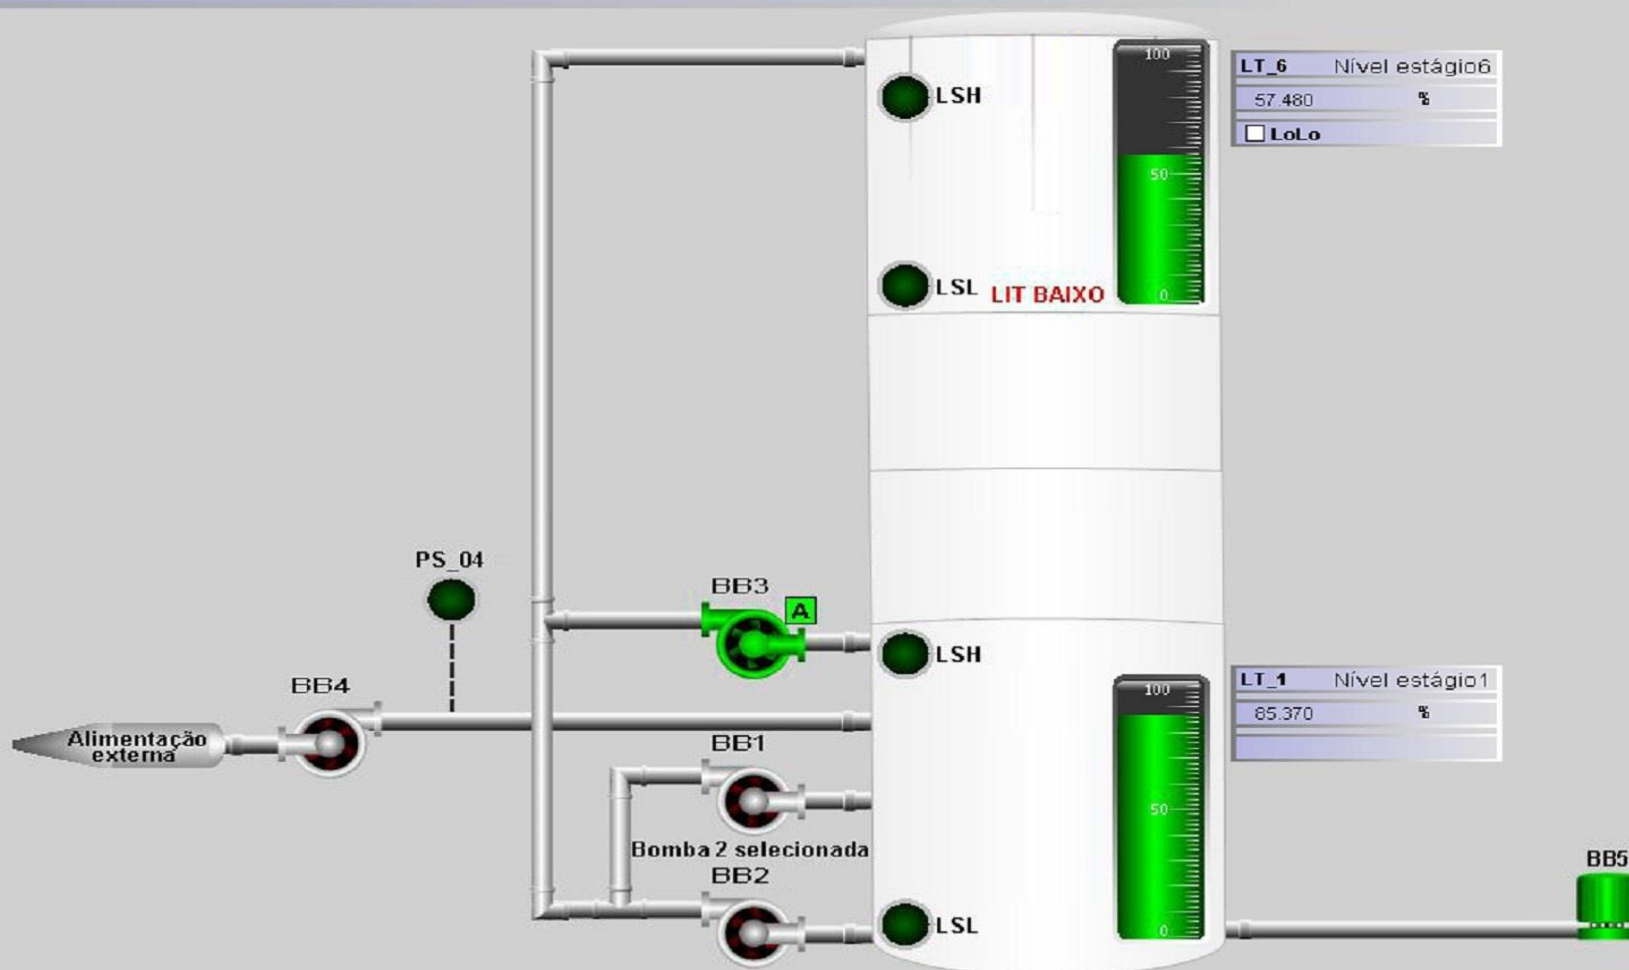 100
LT_6 Nível estágio6
LSH
57.480 %
LoLo
50
LSL LIT BAIXO
0
PS_04
BB3
A
LSH
BB4
LT_1 Nível estágio1
100
85.370 %
Alimentação
externa
BB1
50
Bomba 2 selecionada
BB2
BB5
LSL
0